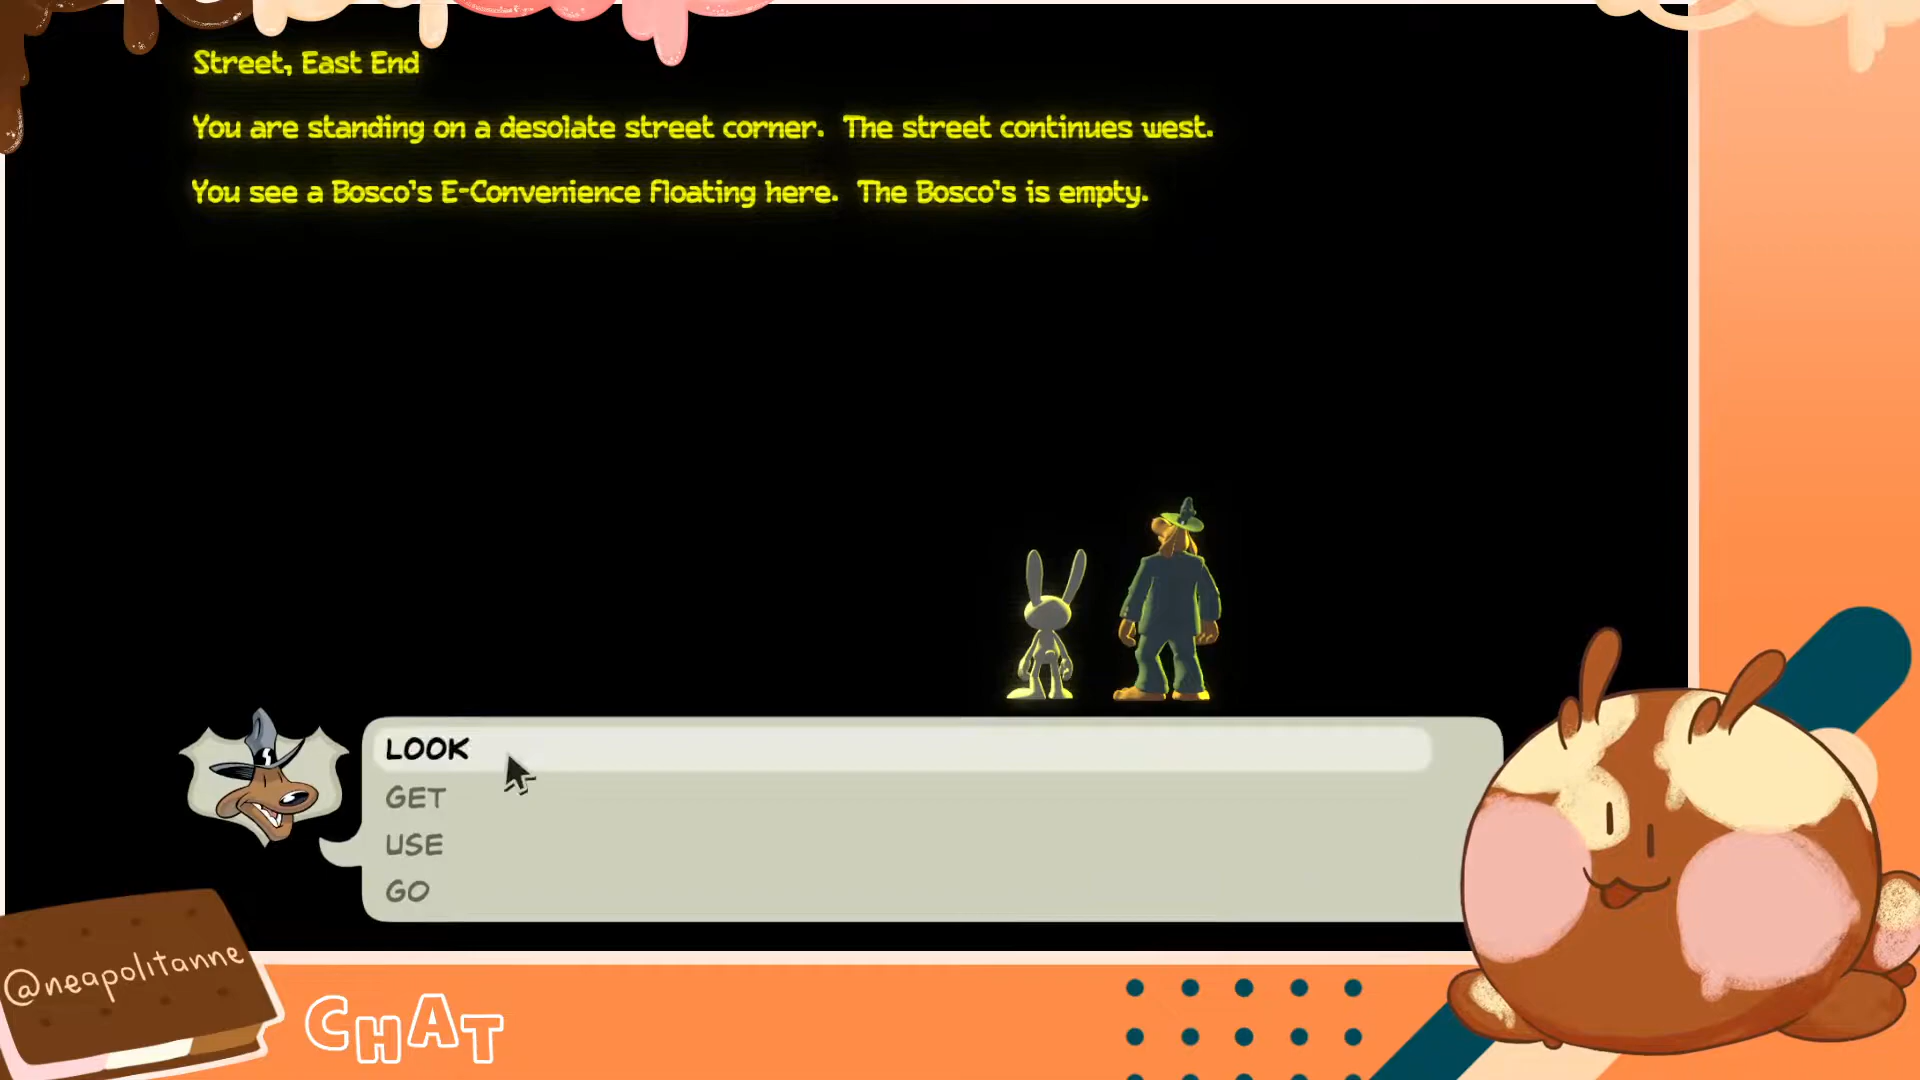 Street, East End
You are standing on a desolate street corner.  The street continues west.
You see a Bosco's E-Convenience floating here.  The Bosco's is empty.
LOOK
GET
USE
GO
@neapolitanne
CHAT